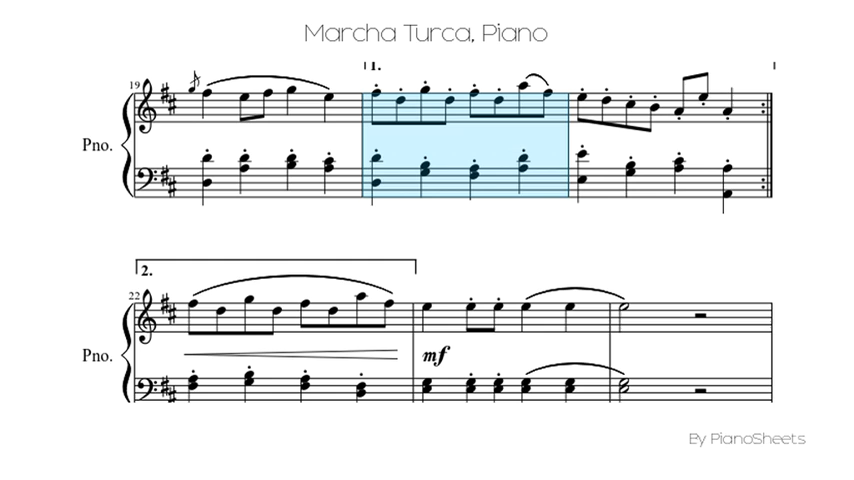 Marcha Turca, Piano
1.
19
Pno.
2.
22
Pno.
mf
By PianoSheets